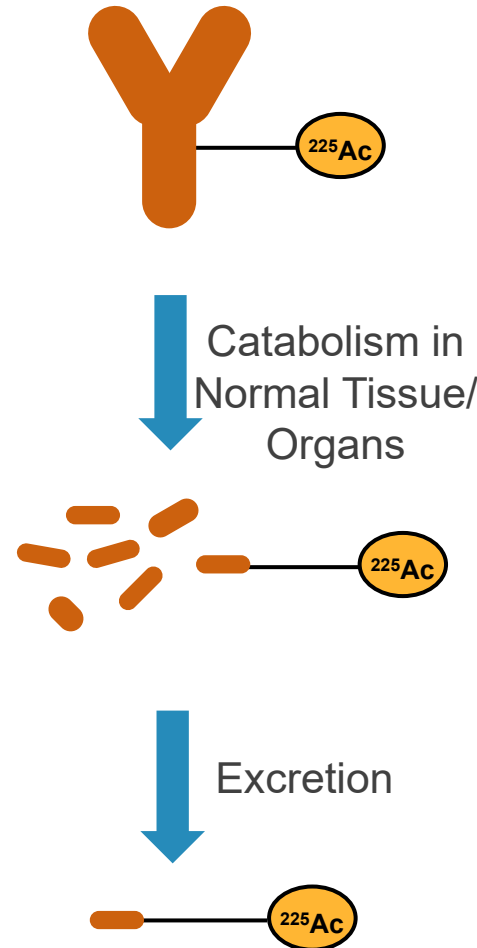 ²²⁵Ac
Catabolism in
Normal Tissue/
Organs
²²⁵Ac
Excretion
²²⁵Ac